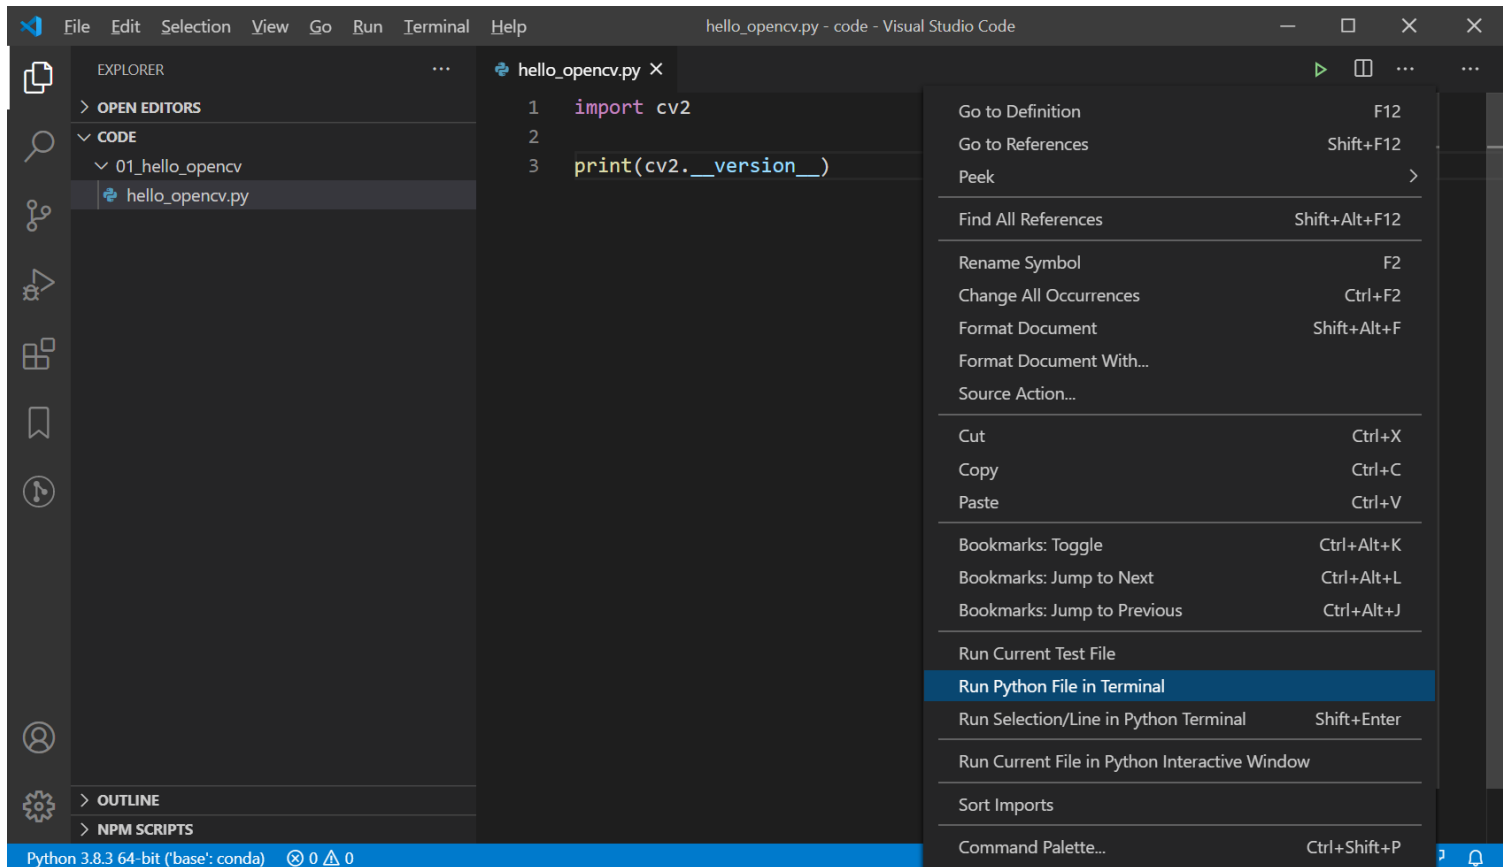 File Edit Selection View Go Run Terminal Help hello_opencv.py - code - Visual Studio Code
EXPLORER
OPEN EDITORS
CODE
01_hello_opencv
hello_opencv.py
OUTLINE
NPM SCRIPTS
hello_opencv.py
1 import cv2
2
3 print(cv2.__version__)
Go to Definition F12
Go to References Shift+F12
Peek
Find All References Shift+Alt+F12
Rename Symbol F2
Change All Occurrences Ctrl+F2
Format Document Shift+Alt+F
Format Document With...
Source Action...
Cut Ctrl+X
Copy Ctrl+C
Paste Ctrl+V
Bookmarks: Toggle Ctrl+Alt+K
Bookmarks: Jump to Next Ctrl+Alt+L
Bookmarks: Jump to Previous Ctrl+Alt+J
Run Current Test File
Run Python File in Terminal
Run Selection/Line in Python Terminal Shift+Enter
Run Current File in Python Interactive Window
Sort Imports
Command Palette... Ctrl+Shift+P
Python 3.8.3 64-bit ('base': conda) 0 0